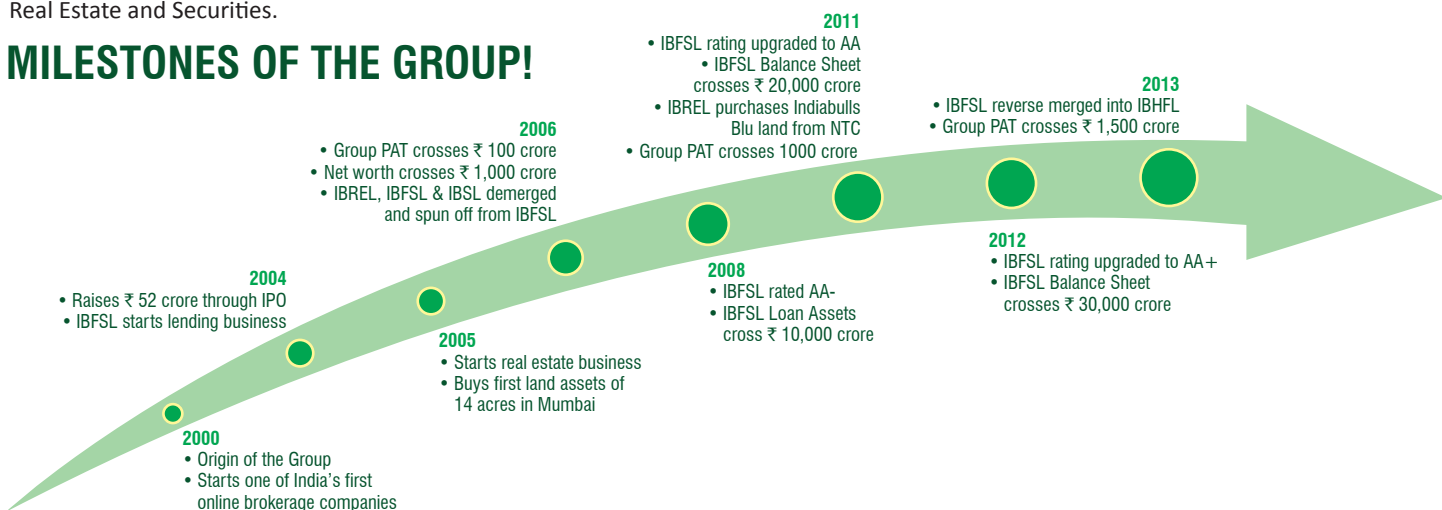 Real Estate and Securities.
MILESTONES OF THE GROUP!
2000
• Origin of the Group
• Starts one of India’s first
online brokerage companies
2004
• Raises ₹ 52 crore through IPO
• IBFSL starts lending business
2005
• Starts real estate business
• Buys first land assets of
14 acres in Mumbai
2006
• Group PAT crosses ₹ 100 crore
• Net worth crosses ₹ 1,000 crore
• IBREL, IBFSL & IBSL demerged
and spun off from IBFSL
2008
• IBFSL rated AA-
• IBFSL Loan Assets
cross ₹ 10,000 crore
2011
• IBFSL rating upgraded to AA
• IBFSL Balance Sheet
crosses ₹ 20,000 crore
• IBREL purchases Indiabulls
Blu land from NTC
• Group PAT crosses 1000 crore
2012
• IBFSL rating upgraded to AA+
• IBFSL Balance Sheet
crosses ₹ 30,000 crore
2013
• IBFSL reverse merged into IBHFL
• Group PAT crosses ₹ 1,500 crore